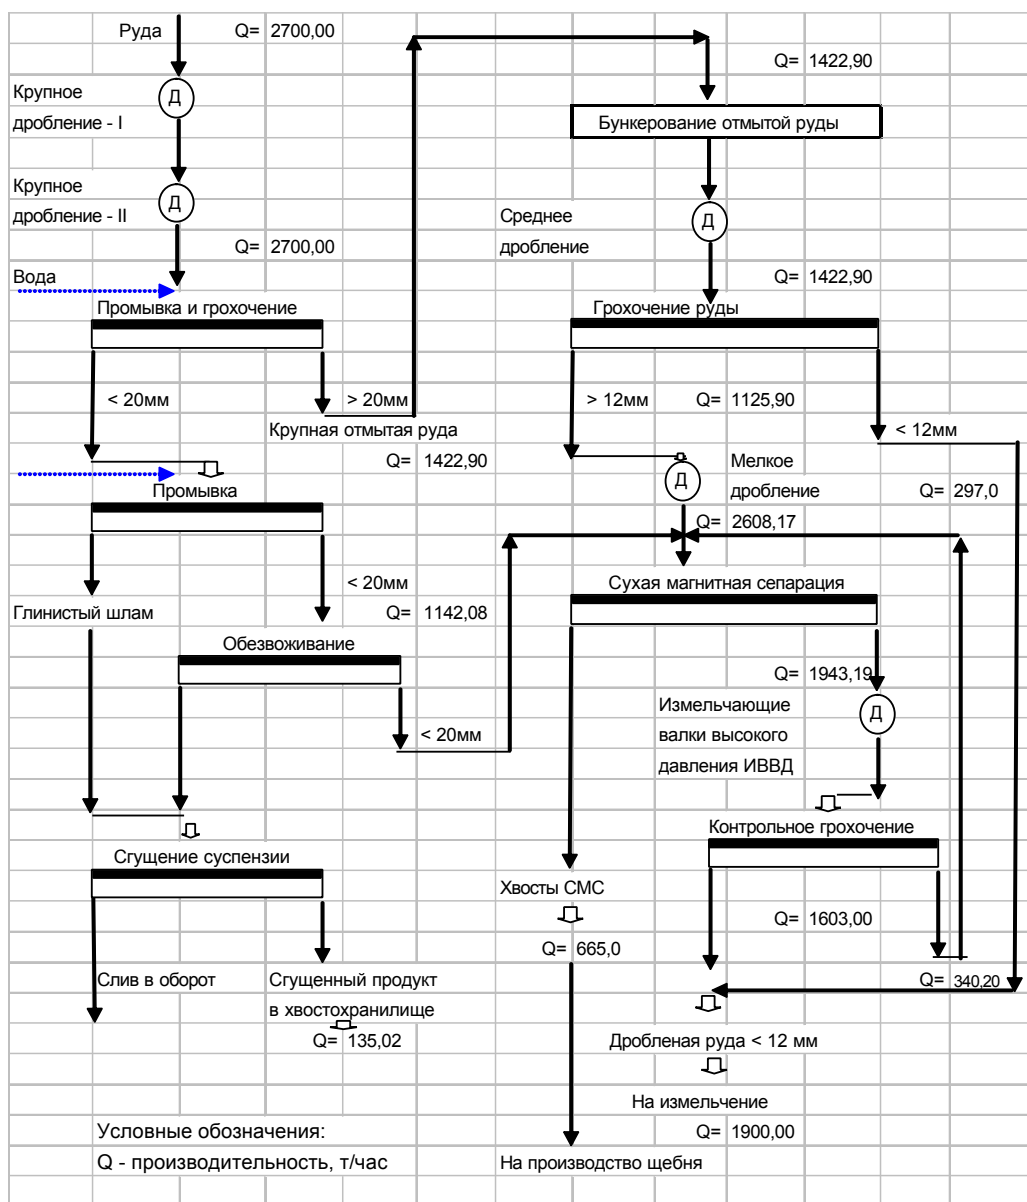 Руда
Q= 2700,00
Q= 1422,90
Крупное
дробление - I
Д
Бункерование отмытой руды
Крупное
дробление - II
Д
Среднее
дробление
Д
Q= 2700,00
Вода
Q= 1422,90
Промывка и грохочение
Грохочение руды
< 20мм
> 20мм
> 12мм
Q= 1125,90
< 12мм
Крупная отмытая руда
Q= 1422,90
Мелкое
дробление
Д
Q= 297,0
Промывка
Q= 2608,17
< 20мм
Сухая магнитная сепарация
Глинистый шлам
Q= 1142,08
Обезвоживание
Q= 1943,19
< 20мм
Измельчающие
валки высокого
давления ИВВД
Д
Контрольное грохочение
Сгущение суспензии
Хвосты СМС
Q= 1603,00
Q= 665,0
Слив в оборот
Сгущенный продукт
в хвостохранилище
Q= 340,20
Q= 135,02
Дробленая руда < 12 мм
На измельчение
Q= 1900,00
Условные обозначения:
Q - производительность, т/час
На производство щебня